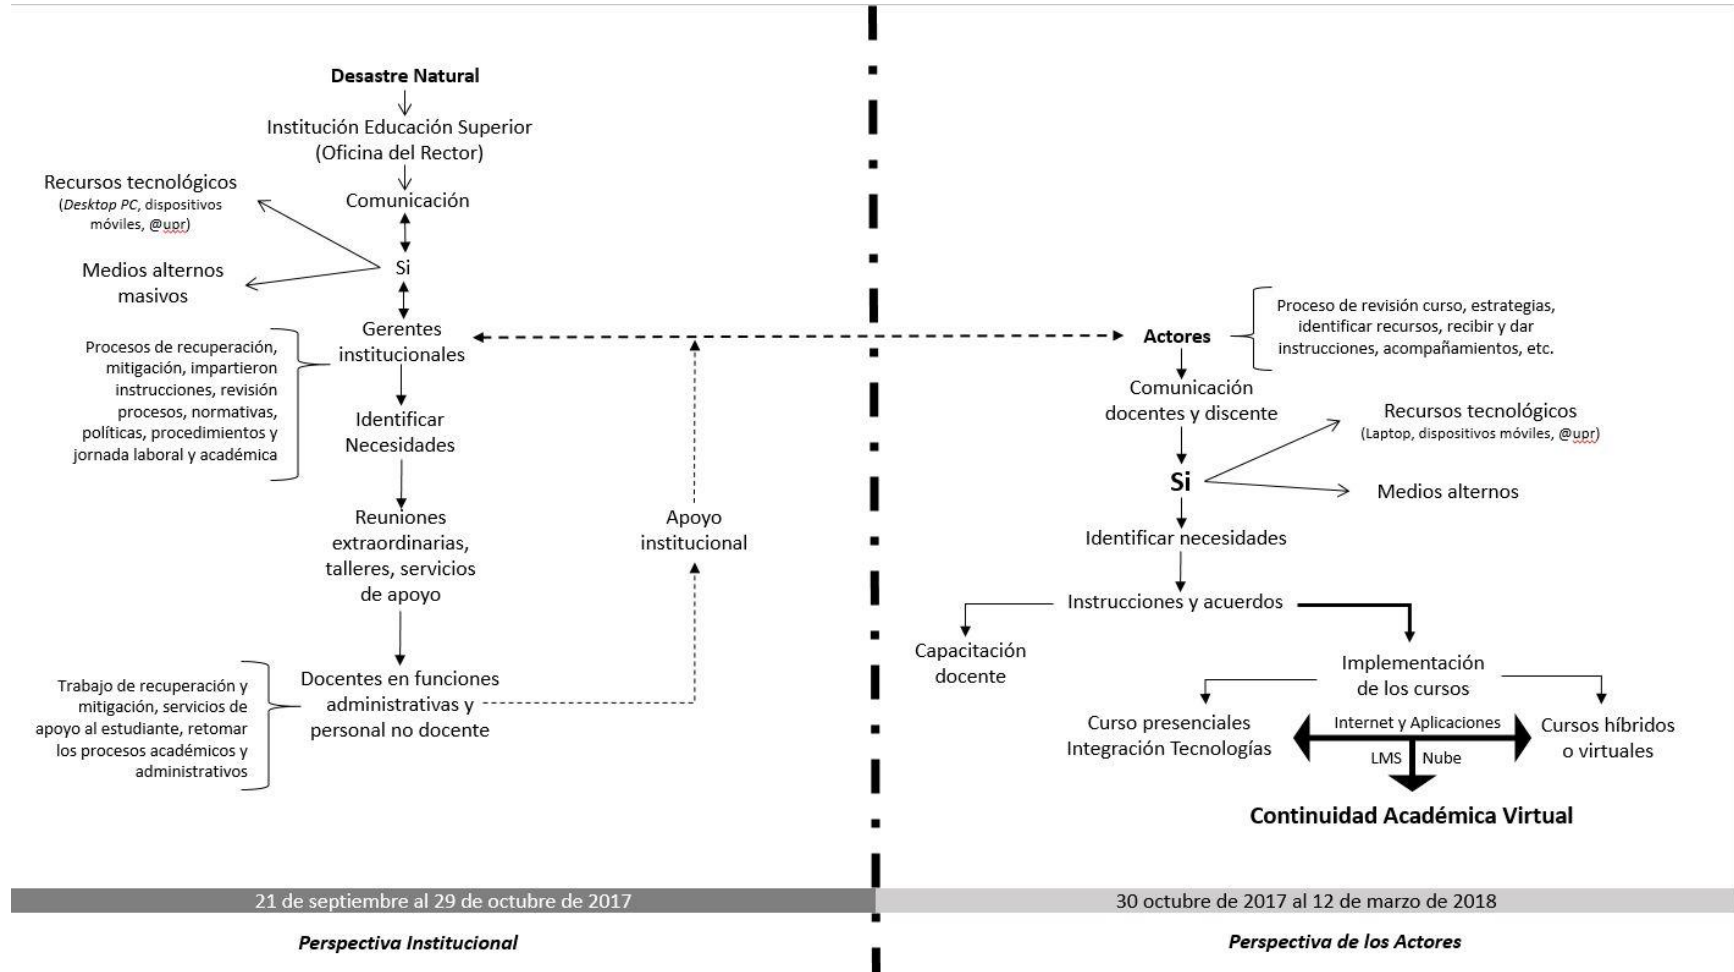 Desastre Natural
Institución Educación Superior
(Oficina del Rector)
Comunicación
Recursos tecnológicos
(Desktop PC, dispositivos
móviles, @upr)
Si
Medios alternos
masivos
Gerentes
institucionales
Procesos de recuperación,
mitigación, impartieron
instrucciones, revisión
procesos, normativas,
políticas, procedimientos y
jornada laboral y académica
Identificar
Necesidades
Reuniones
extraordinarias,
talleres, servicios
de apoyo
Apoyo
institucional
Docentes en funciones
administrativas y
personal no docente
Trabajo de recuperación y
mitigación, servicios de
apoyo al estudiante, retomar
los procesos académicos y
administrativos
21 de septiembre al 29 de octubre de 2017
Perspectiva Institucional
Actores
Proceso de revisión curso, estrategias,
identificar recursos, recibir y dar
instrucciones, acompañamientos, etc.
Comunicación
docentes y discente
Recursos tecnológicos
(Laptop, dispositivos móviles, @upr)
Si
Medios alternos
Identificar necesidades
Instrucciones y acuerdos
Capacitación
docente
Implementación
de los cursos
Curso presenciales
Integración Tecnologías
Internet y Aplicaciones
LMS
Nube
Cursos híbridos
o virtuales
Continuidad Académica Virtual
30 octubre de 2017 al 12 de marzo de 2018
Perspectiva de los Actores